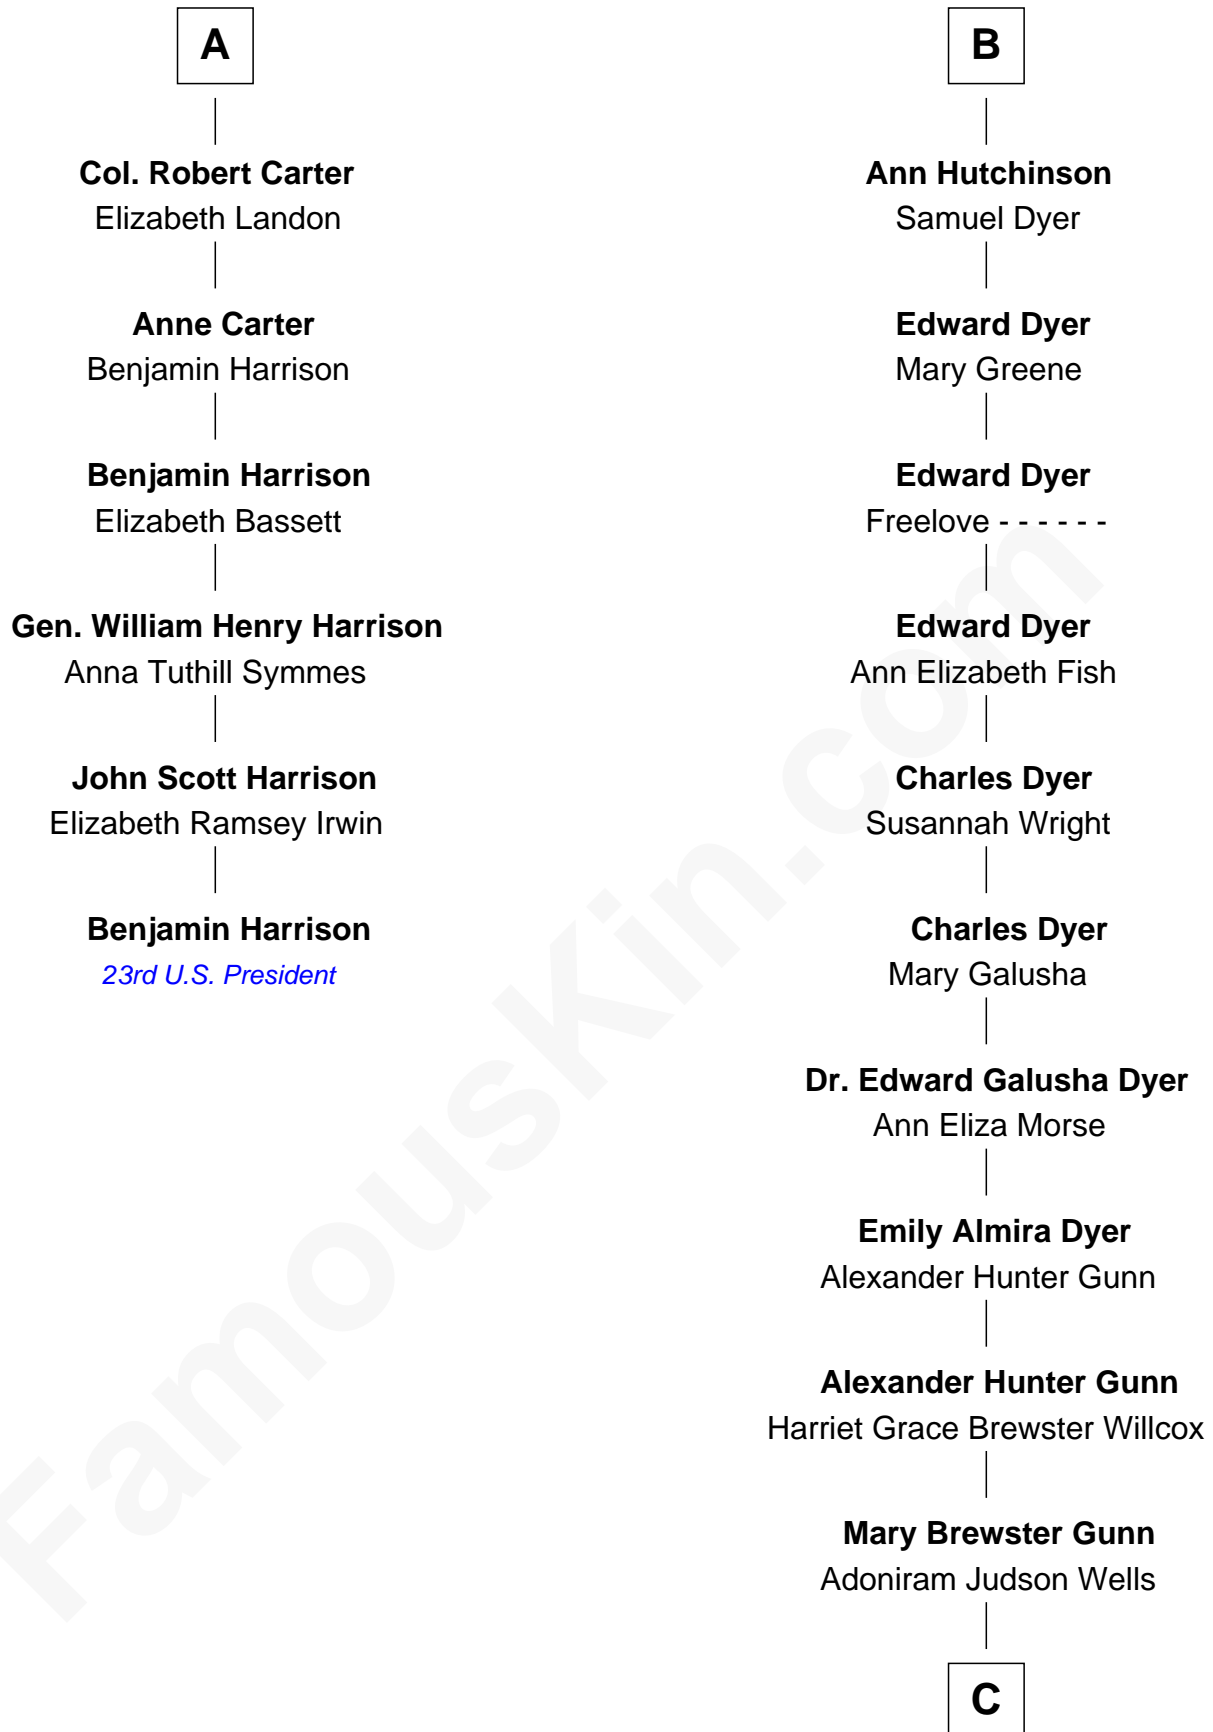 A
Col. Robert Carter
Elizabeth Landon
Anne Carter
Benjamin Harrison
Benjamin Harrison
Elizabeth Bassett
Gen. William Henry Harrison
Anna Tuthill Symmes
John Scott Harrison
Elizabeth Ramsey Irwin
Benjamin Harrison
23rd U.S. President
B
Ann Hutchinson
Samuel Dyer
Edward Dyer
Mary Greene
Edward Dyer
Freelove - - - - - -
Edward Dyer
Ann Elizabeth Fish
Charles Dyer
Susannah Wright
Charles Dyer
Mary Galusha
Dr. Edward Galusha Dyer
Ann Eliza Morse
Emily Almira Dyer
Alexander Hunter Gunn
Alexander Hunter Gunn
Harriet Grace Brewster Willcox
Mary Brewster Gunn
Adoniram Judson Wells
C
FamousKin.com